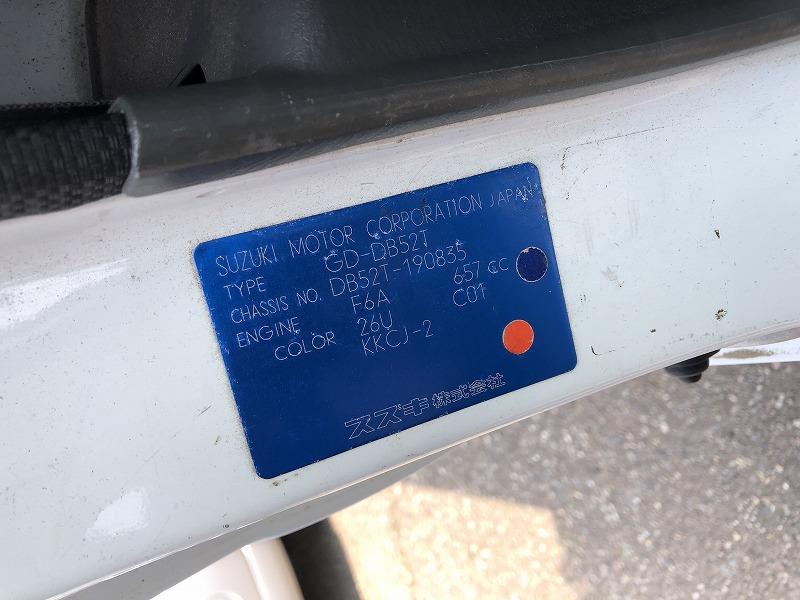 SUZUKI MOTOR CORPORATION JAPAN
TYPE GD-DB52T
CHASSIS NO. DB52T-190835
ENGINE F6A 657 CC
COLOR 26U C01
KKCJ-2
スズキ株式会社